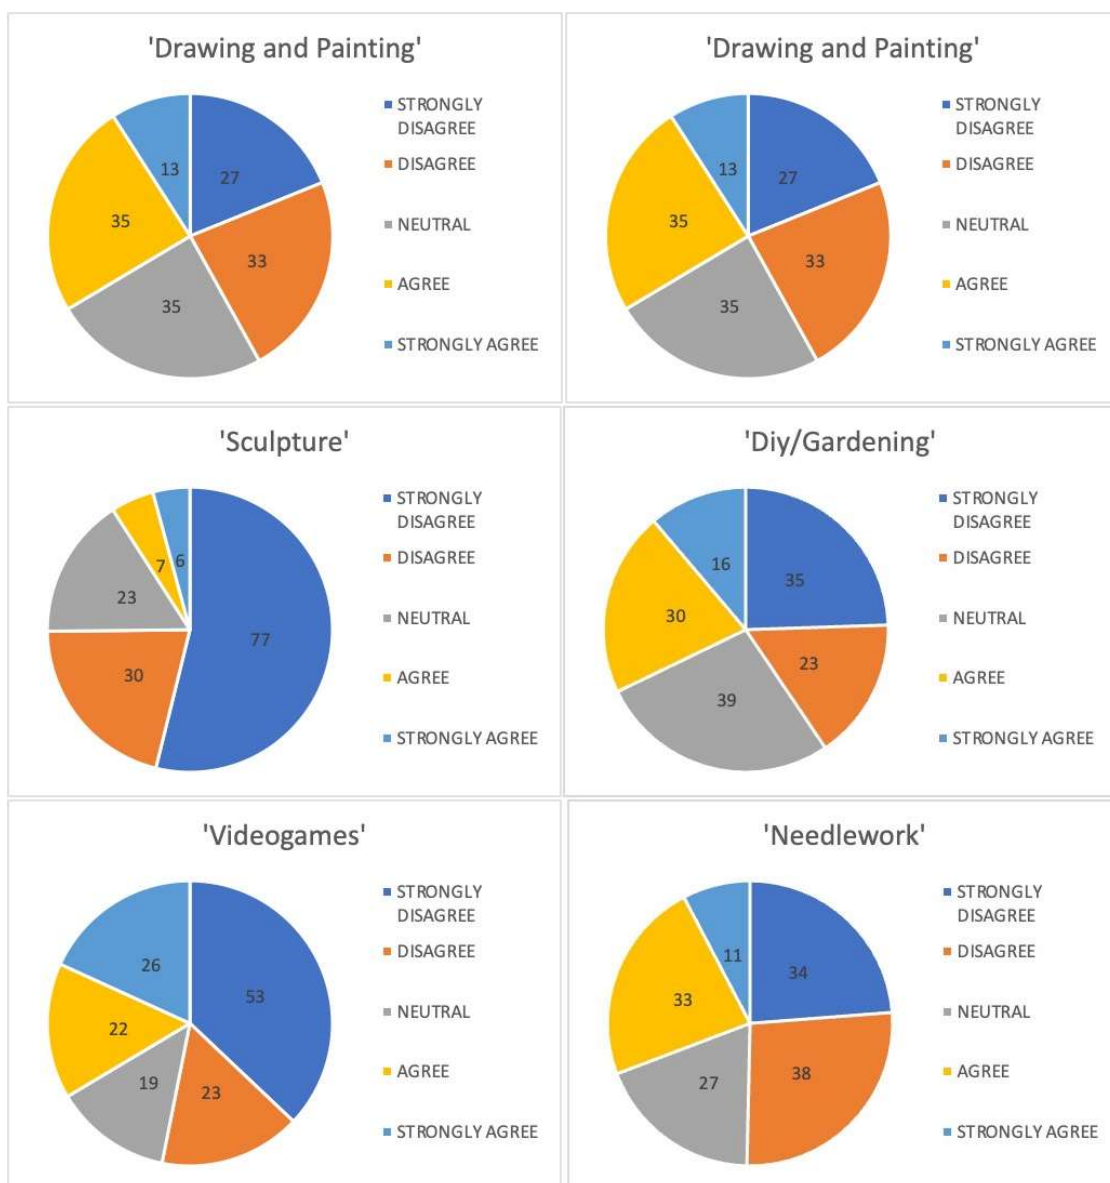 'Drawing and Painting'
STRONGLY
DISAGREE
DISAGREE
NEUTRAL
AGREE
STRONGLY AGREE
13
27
35
33
35
'Drawing and Painting'
STRONGLY
DISAGREE
DISAGREE
NEUTRAL
AGREE
STRONGLY AGREE
13
27
35
33
35
'Sculpture'
STRONGLY
DISAGREE
DISAGREE
NEUTRAL
AGREE
STRONGLY AGREE
7
6
23
77
30
'Diy/Gardening'
STRONGLY
DISAGREE
DISAGREE
NEUTRAL
AGREE
STRONGLY AGREE
16
35
30
23
39
'Videogames'
STRONGLY
DISAGREE
DISAGREE
NEUTRAL
AGREE
STRONGLY AGREE
26
53
22
19
23
'Needlework'
STRONGLY
DISAGREE
DISAGREE
NEUTRAL
AGREE
STRONGLY AGREE
11
34
33
27
38